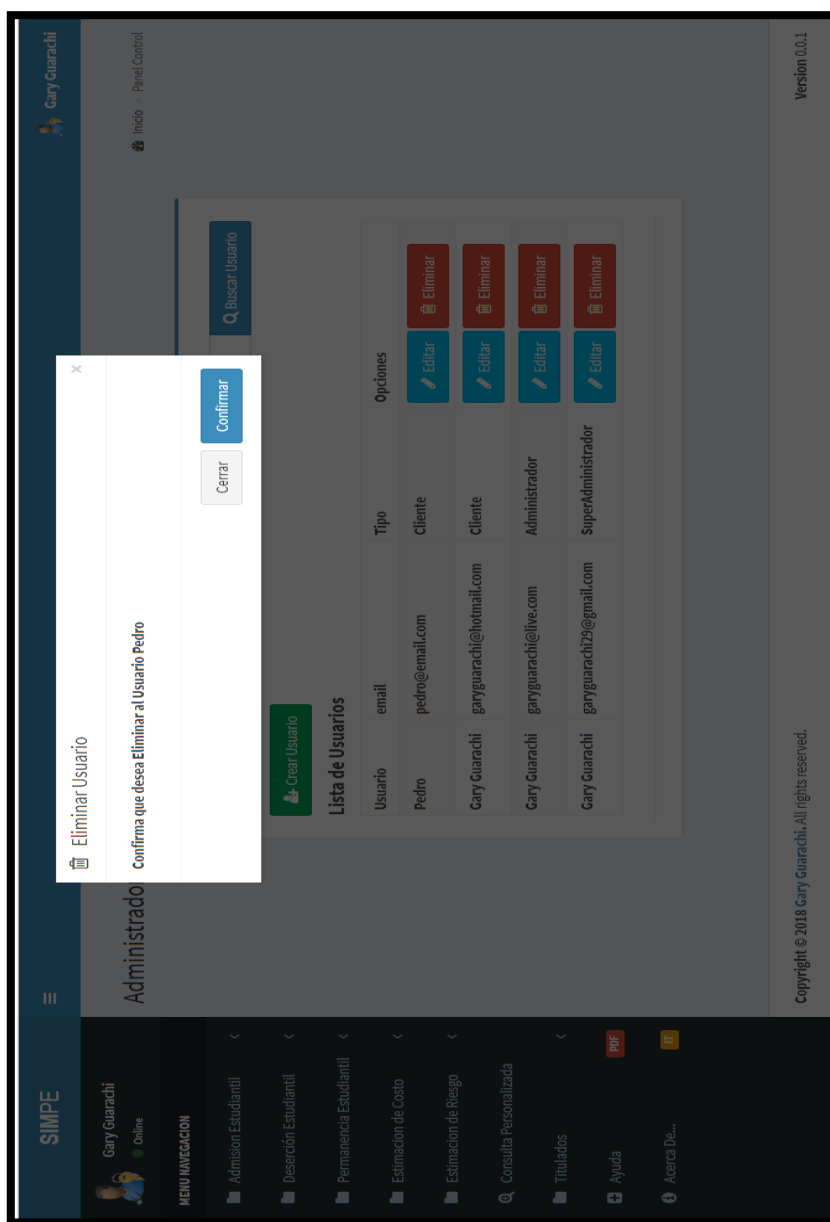 SIMPE
Gary Guarachi
Gary Guarachi
Online
MENU NAVEGACION
Admision Estudiantil
Deserción Estudiantil
Permanencia Estudiantil
Estimacion de Costo
Estimacion de Riesgo
Consulta Personalizada
Titulados
Ayuda PDF
Acerca De... IT
Administrado
Inicio > Panel Control
Eliminar Usuario x
Confirma que desea Eliminar al Usuario Pedro
Cerrar Confirmar
Buscar Usuario
Crear Usuario
Lista de Usuarios
Usuario email Tipo Opciones
Pedro pedro@email.com Cliente Editar Eliminar
Gary Guarachi garyguarachi@hotmail.com Cliente Editar Eliminar
Gary Guarachi garyguarachi@live.com Administrador Editar Eliminar
Gary Guarachi garyguarachi29@gmail.com SuperAdministrador Editar Eliminar
Copyright © 2018 Gary Guarachi. All rights reserved. Version 0.0.1